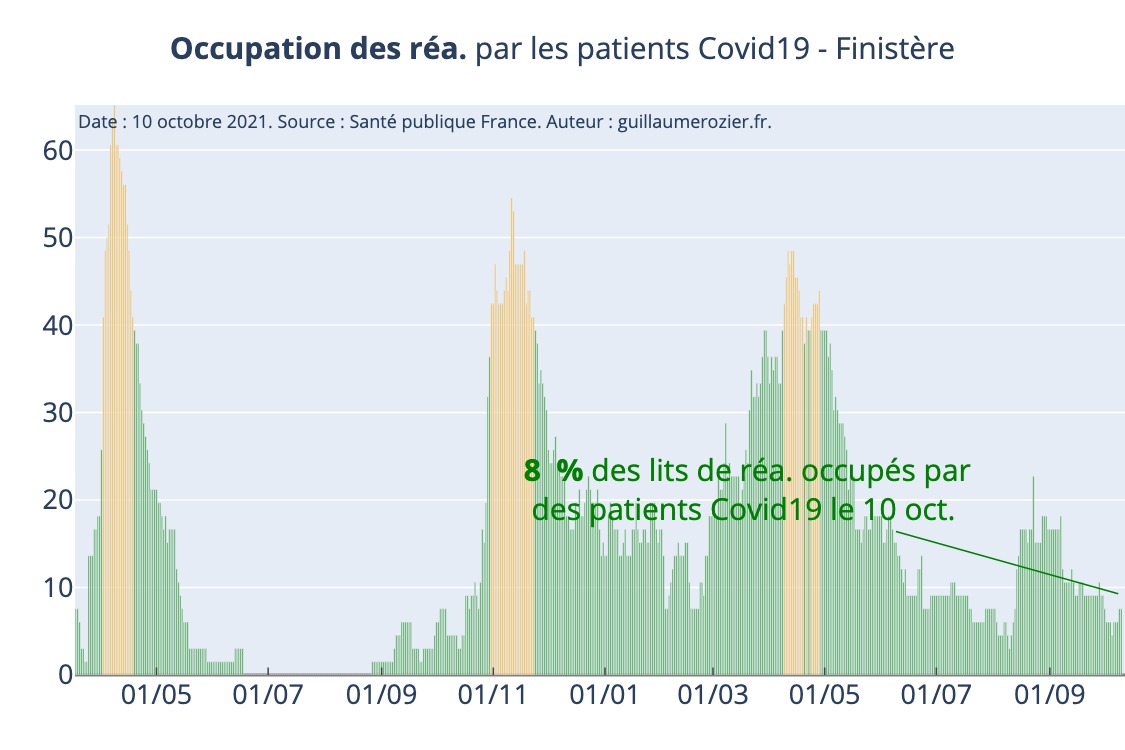 Occupation des réa. par les patients Covid19 - Finistère
Date : 10 octobre 2021. Source : Santé publique France. Auteur : guillaumerozier.fr.
60
50
40
30
20
10
0
8 % des lits de réa. occupés par
des patients Covid19 le 10 oct.
01/05 01/07 01/09 01/11 01/01 01/03 01/05 01/07 01/09